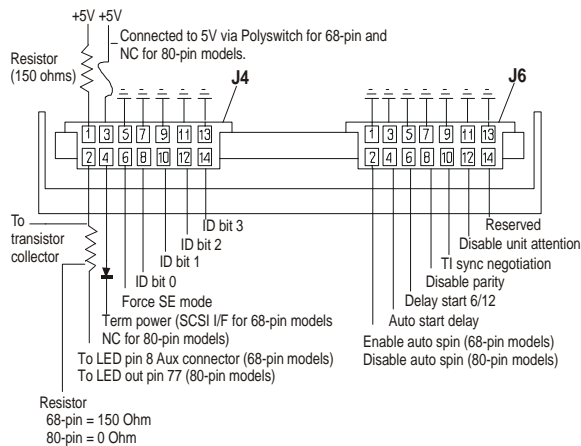 +5V +5V
Connected to 5V via Polyswitch for 68-pin and
NC for 80-pin models.
Resistor
(150 ohms)
J4
J6
1 3 5 7 9 11 13
2 4 6 8 10 12 14
1 3 5 7 9 11 13
2 4 6 8 10 12 14
To
transistor
collector
ID bit 3
ID bit 2
ID bit 1
ID bit 0
Force SE mode
Term power (SCSI I/F for 68-pin models
NC for 80-pin models)
To LED pin 8 Aux connector (68-pin models)
To LED out pin 77 (80-pin models)
Resistor
68-pin = 150 Ohm
80-pin = 0 Ohm
Reserved
Disable unit attention
TI sync negotiation
Disable parity
Delay start 6/12
Auto start delay
Enable auto spin (68-pin models)
Disable auto spin (80-pin models)